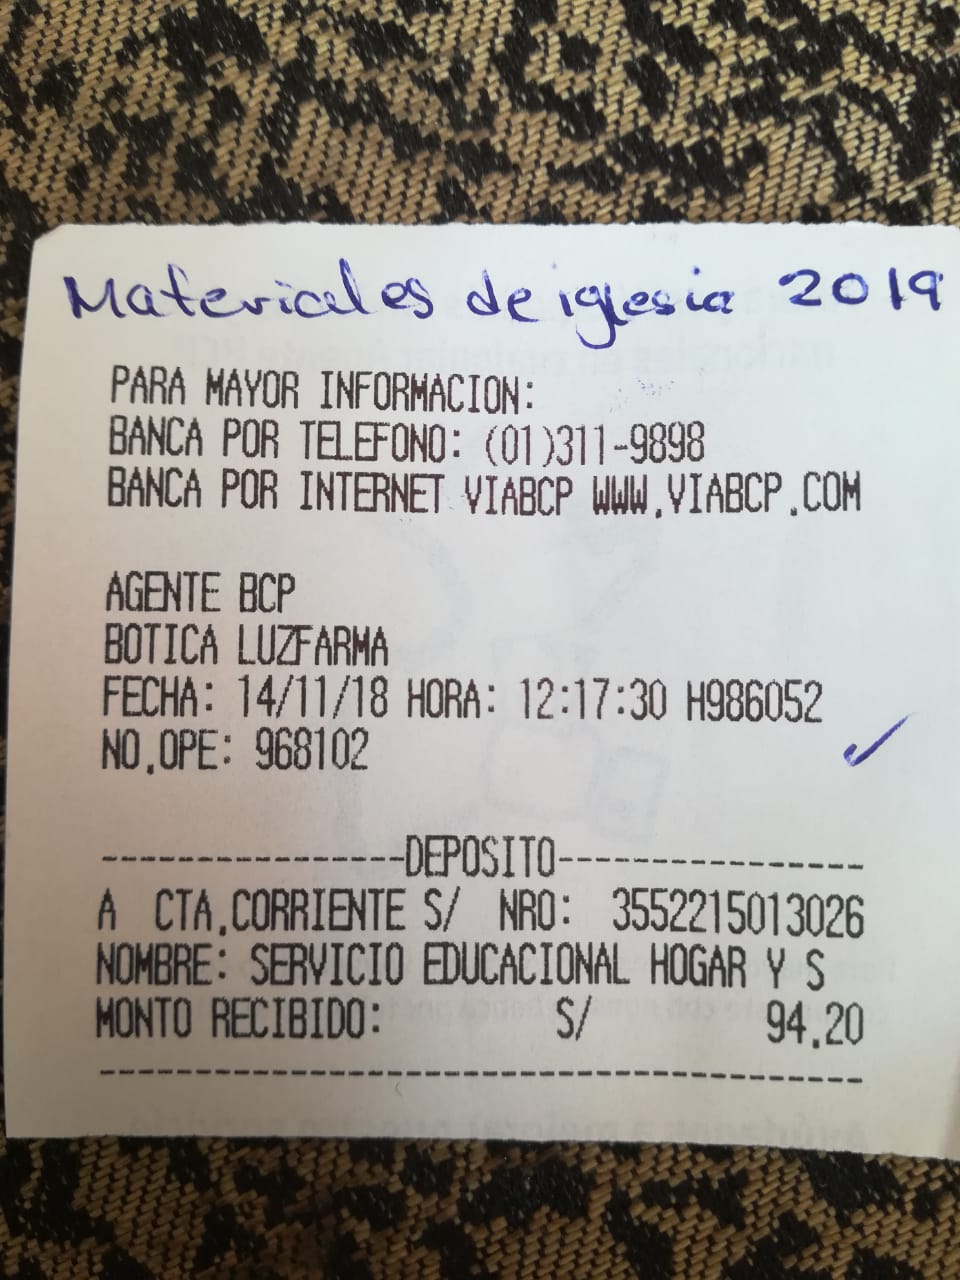 Materiales de iglesia 2019
PARA MAYOR INFORMACION:
BANCA POR TELEFONO: (01)311-9898
BANCA POR INTERNET VIABCP WWW.VIABCP.COM
AGENTE BCP
BOTICA LUZFARMA
FECHA: 14/11/18 HORA: 12:17:30 H986052
NO.OPE: 968102
----------------DEPOSITO----------------
A CTA.CORRIENTE S/ NRO: 3552215013026
NOMBRE: SERVICIO EDUCACIONAL HOGAR Y S
MONTO RECIBIDO: S/ 94.20
----------------------------------------